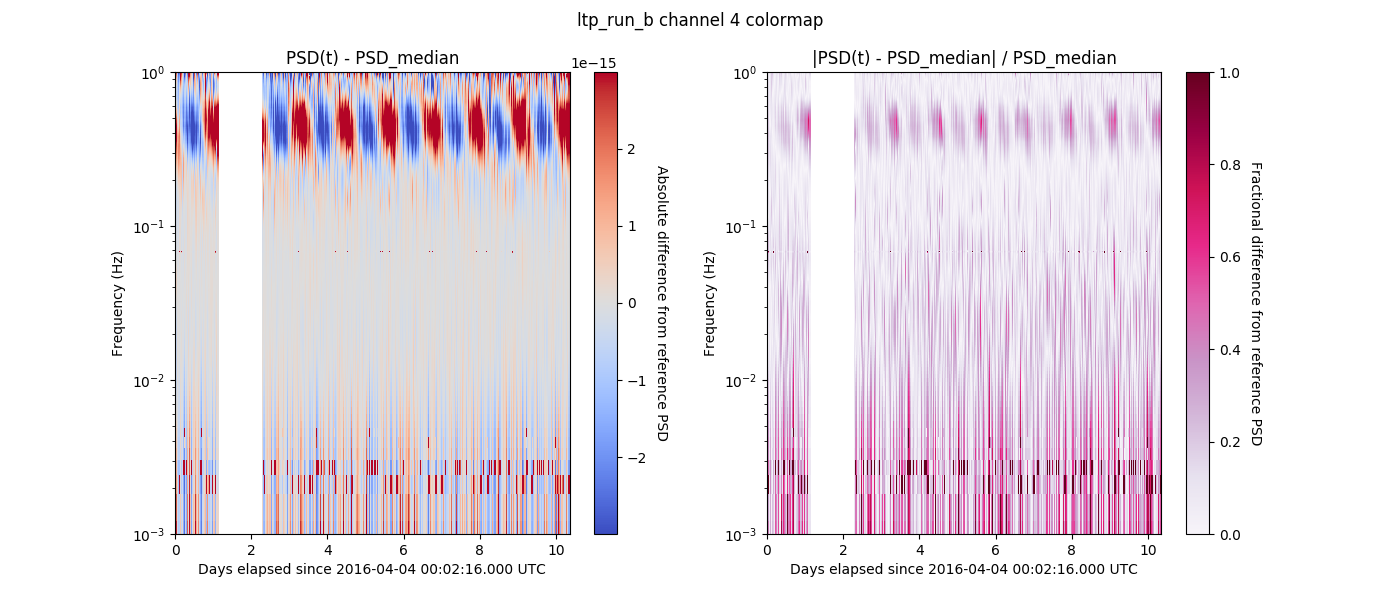 ltp_run_b channel 4 colormap
PSD(t) - PSD_median
1e−15
10^0
10^−1
10^−2
10^−3
Frequency (Hz)
0 2 4 6 8 10
Days elapsed since 2016-04-04 00:02:16.000 UTC
2
1
0
−1
−2
Absolute difference from reference PSD
|PSD(t) - PSD_median| / PSD_median
10^0
10^−1
10^−2
10^−3
Frequency (Hz)
0 2 4 6 8 10
Days elapsed since 2016-04-04 00:02:16.000 UTC
1.0
0.8
0.6
0.4
0.2
0.0
Fractional difference from reference PSD